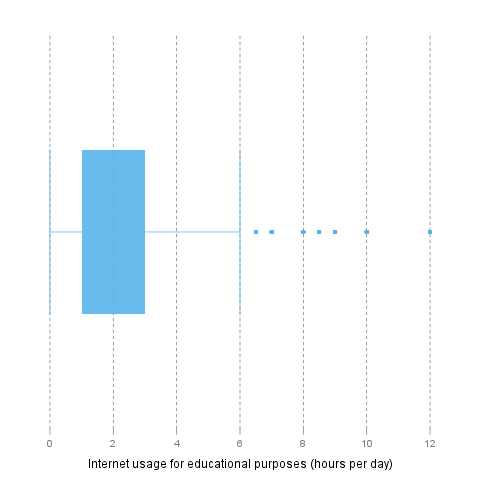 0 2 4 6 8 10 12
Internet usage for educational purposes (hours per day)